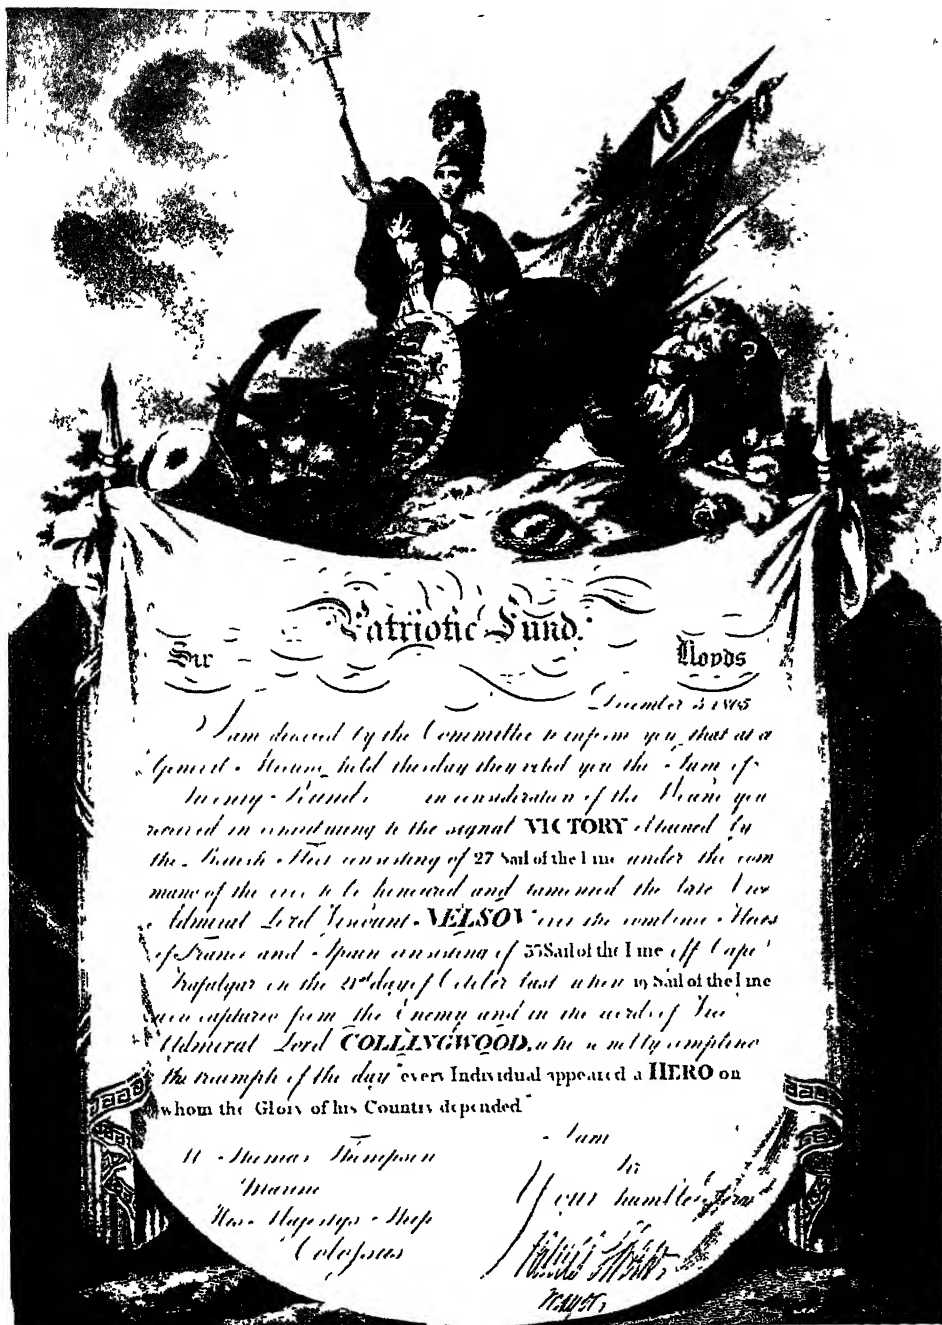 Patriotic Fund.
Sir Lloyds
December 3 1805
I am directed by the Committee to inform you, that at a
General Meeting held this day they voted you the Sum of
Twenty Pounds in consideration of the Wound you
received in contributing to the signal VICTORY obtained by
the British Fleet consisting of 27 Sail of the Line under the com
mand of the ever to be honoured and lamented the late Vice
Admiral Lord Viscount NELSON over the combined Fleets
of France and Spain consisting of 33 Sail of the Line off Cape
Trafalgar on the 21st day of October last when 19 Sail of the Line
were captured from the Enemy and in the words of Vice
Admiral Lord COLLINGWOOD, who nobly completed
the triumph of the day "every Individual appeared a HERO on
whom the Glory of his Country depended"
I am
Mr Thomas Thompson Sir
Marine Your humble Serv
His Majestys Ship
Colossus